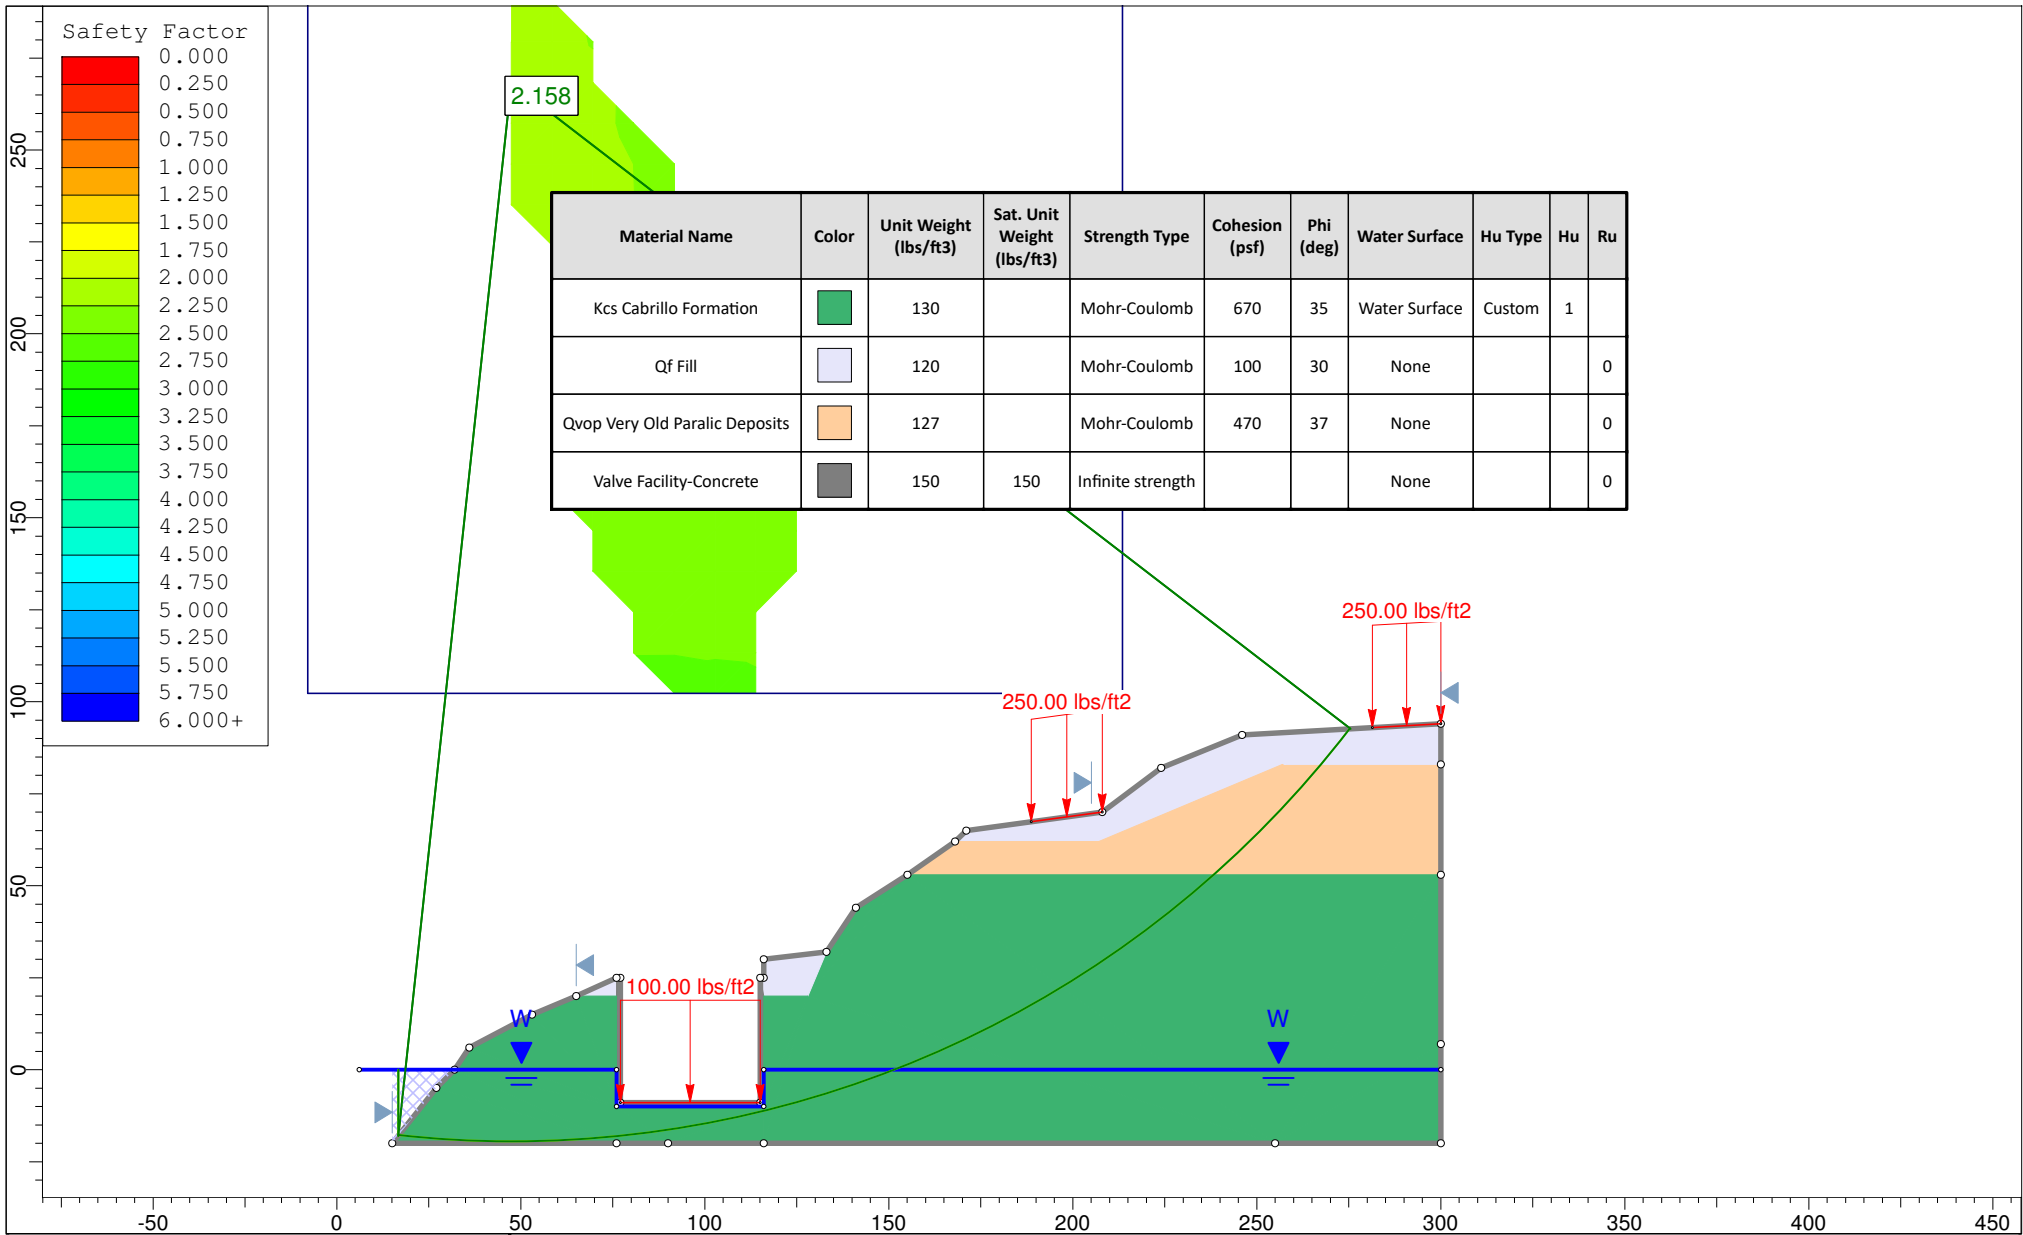 Safety Factor
0.000
0.250
0.500
0.750
1.000
1.250
1.500
1.750
2.000
2.250
2.500
2.750
3.000
3.250
3.500
3.750
4.000
4.250
4.500
4.750
5.000
5.250
5.500
5.750
6.000+
2.158
Material Name Color Unit Weight (lbs/ft3) Sat. Unit Weight (lbs/ft3) Strength Type Cohesion (psf) Phi (deg) Water Surface Hu Type Hu Ru
Kcs Cabrillo Formation 130 Mohr-Coulomb 670 35 Water Surface Custom 1
Qf Fill 120 Mohr-Coulomb 100 30 None 0
Qvop Very Old Paralic Deposits 127 Mohr-Coulomb 470 37 None 0
Valve Facility-Concrete 150 150 Infinite strength None 0
250.00 lbs/ft2
250.00 lbs/ft2
100.00 lbs/ft2
W
W
250
200
150
100
50
0
-50 0 50 100 150 200 250 300 350 400 450